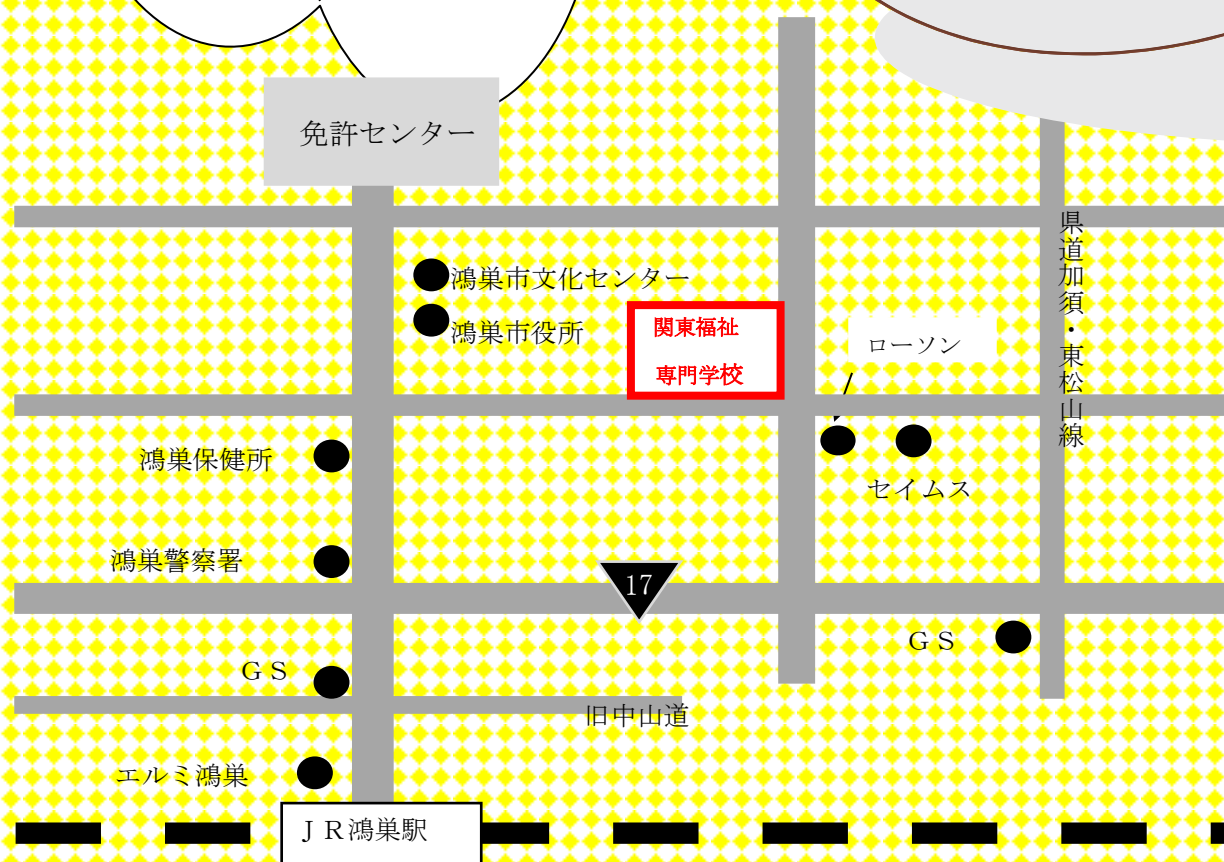 免許センター
鴻巣市文化センター
鴻巣市役所
関東福祉
専門学校
ローソン
県道加須・東松山線
鴻巣保健所
セイムス
鴻巣警察署
17
ＧＳ
ＧＳ
旧中山道
エルミ鴻巣
ＪＲ鴻巣駅